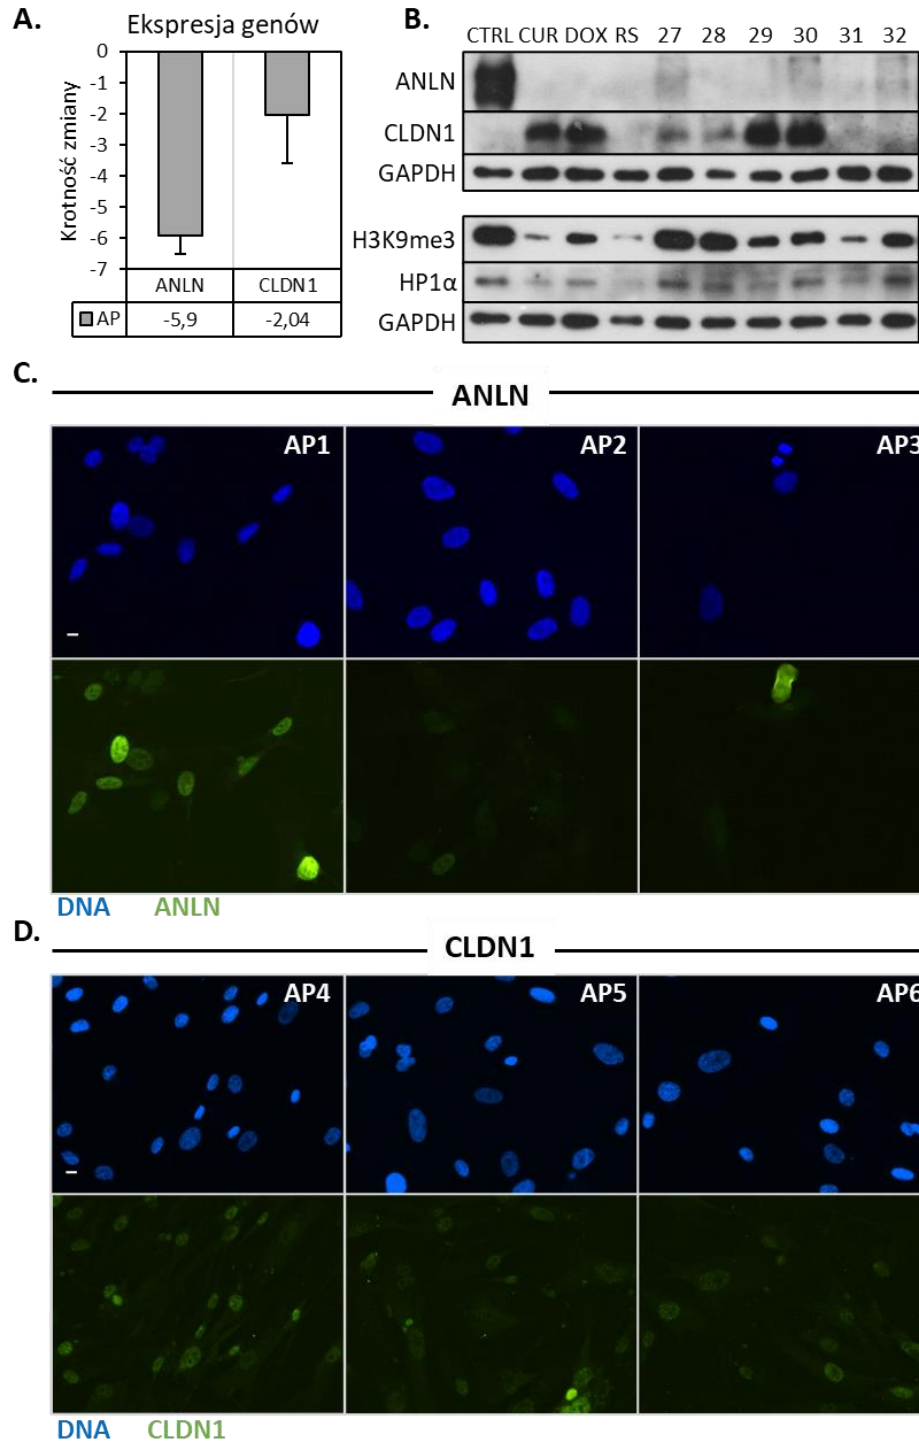 A.
Ekspresja genów
Krotność zmiany
0
-1
-2
-3
-4
-5
-6
-7
ANLN CLDN1
AP -5,9 -2,04
B.
CTRL CUR DOX RS 27 28 29 30 31 32
ANLN
CLDN1
GAPDH
H3K9me3
HP1α
GAPDH
C.
ANLN
AP1 AP2 AP3
DNA ANLN
D.
CLDN1
AP4 AP5 AP6
DNA CLDN1